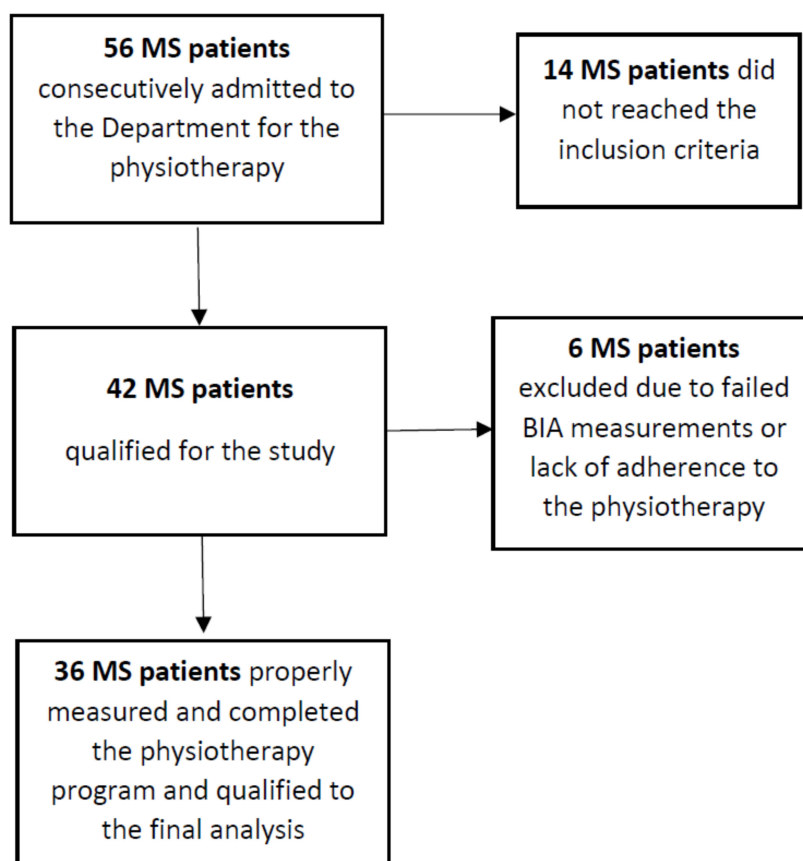 56 MS patients
consecutively admitted to
the Department for the
physiotherapy
14 MS patients did
not reached the
inclusion criteria
42 MS patients
qualified for the study
6 MS patients
excluded due to failed
BIA measurements or
lack of adherence to
the physiotherapy
36 MS patients properly
measured and completed
the physiotherapy
program and qualified to
the final analysis